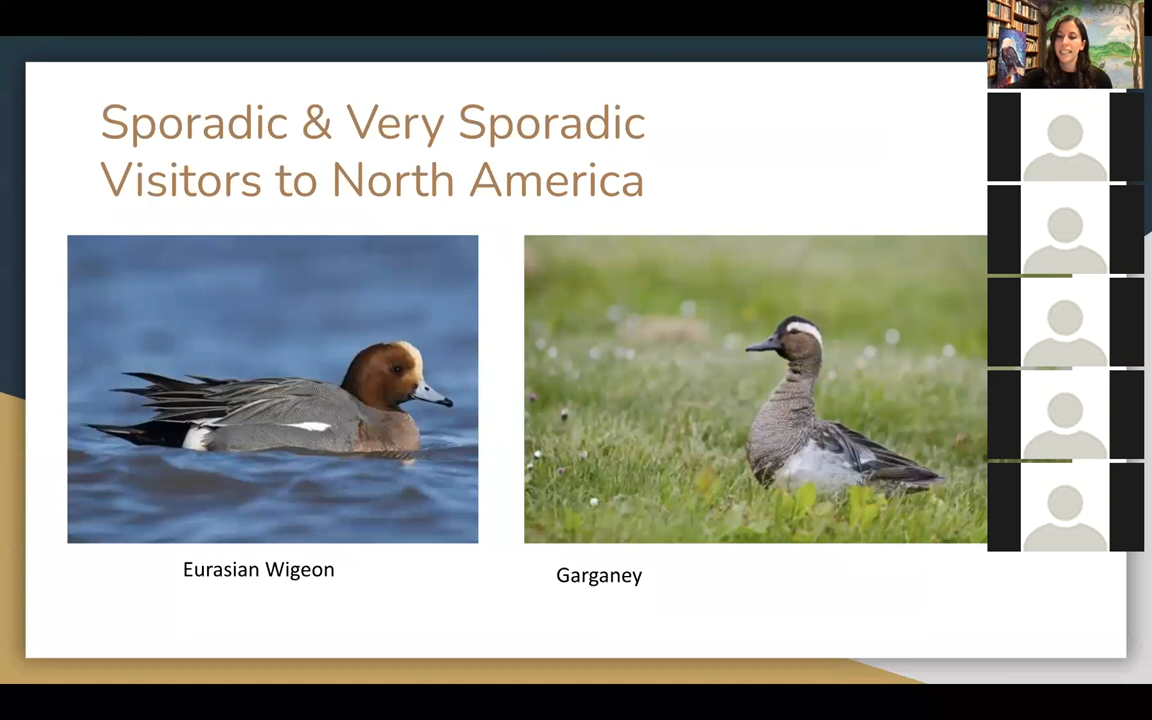 Sporadic & Very Sporadic
Visitors to North America
Eurasian Wigeon
Garganey